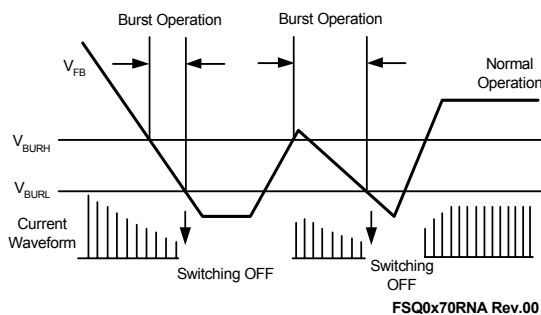 Burst Operation
Burst Operation
VFB
Normal
Operation
VBURH
VBURL
Current
Waveform
Switching OFF
Switching
OFF
FSQ0x70RNA Rev.00